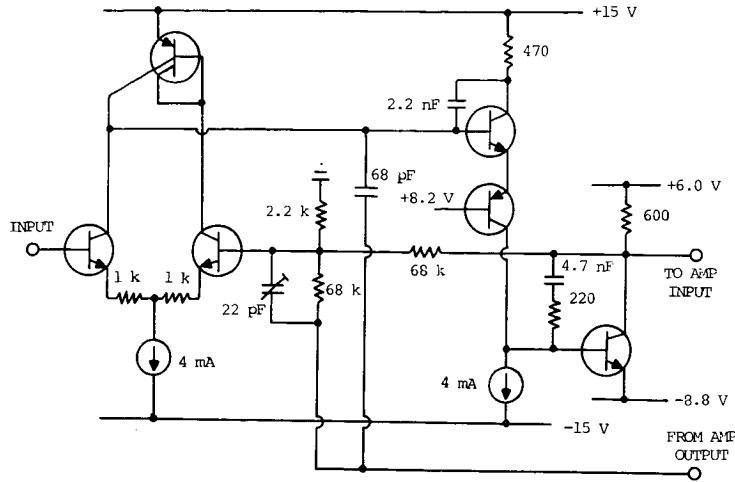 +15 V
470
2.2 nF
68 pF
+8.2 V
+6.0 V
2.2 k
600
INPUT
1 k
1 k
68 k
4.7 nF
TO AMP
INPUT
22 pF
68 k
220
4 mA
4 mA
-8.8 V
-15 V
FROM AMP
OUTPUT